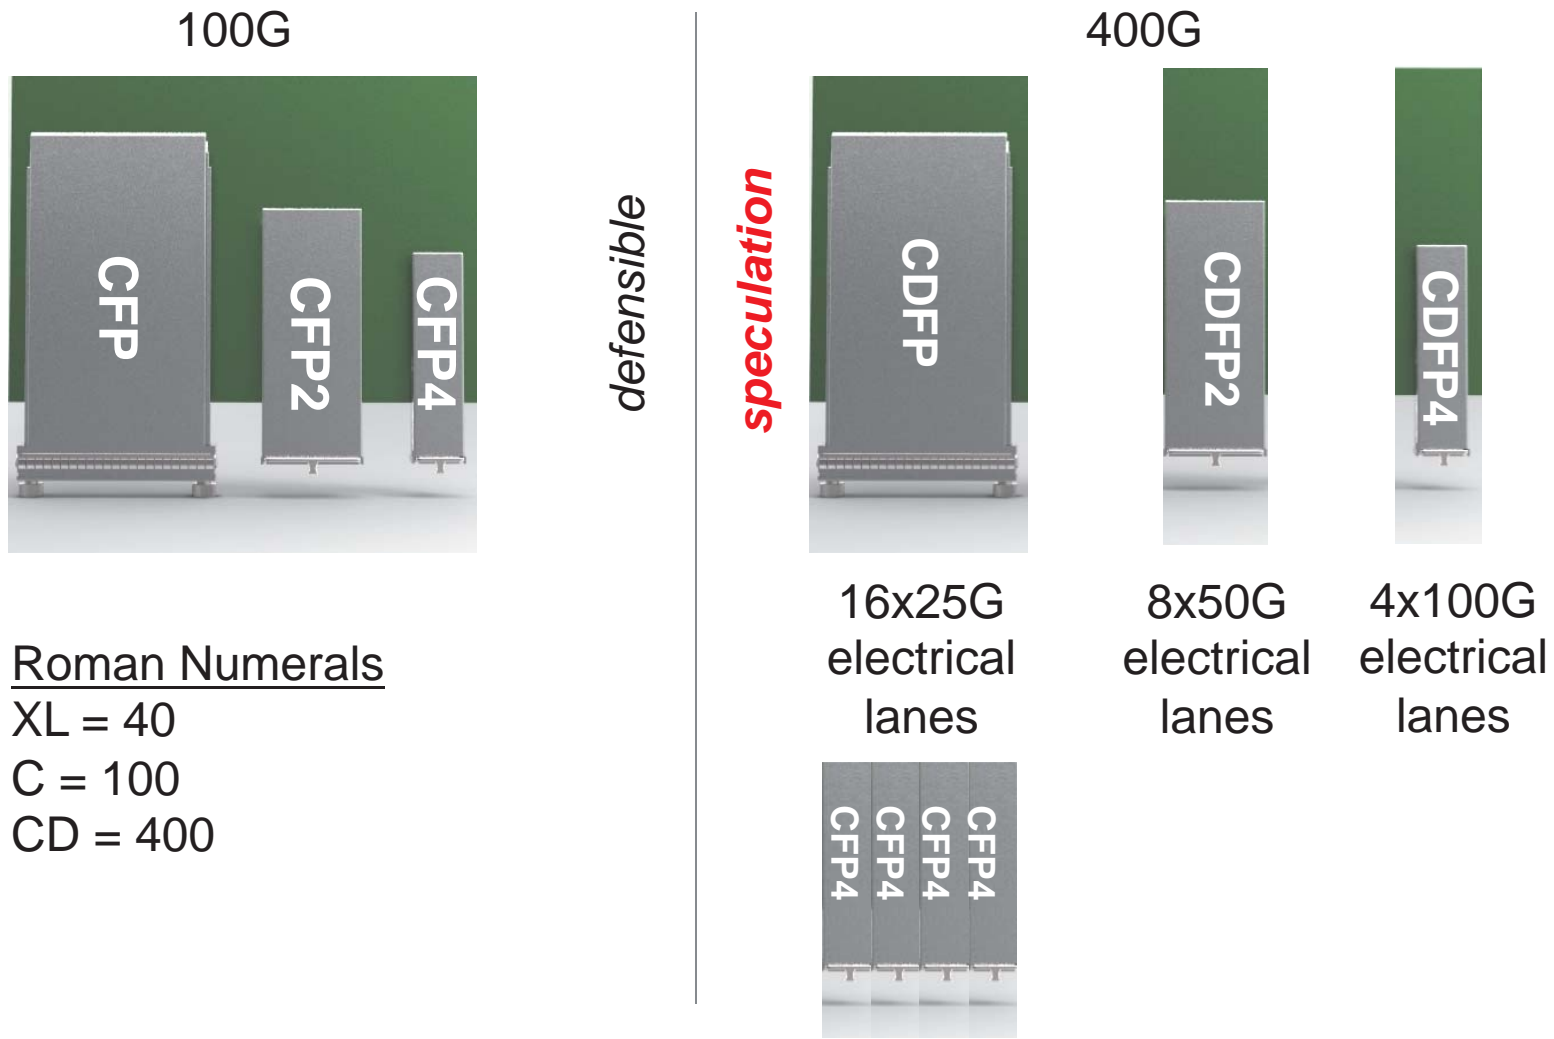 100G
CFP
CFP2
CFP4
defensible
Roman Numerals
XL = 40
C = 100
CD = 400
speculation
400G
CDFP
CDFP2
CDFP4
16x25G
electrical
lanes
8x50G
electrical
lanes
4x100G
electrical
lanes
CFP4
CFP4
CFP4
CFP4